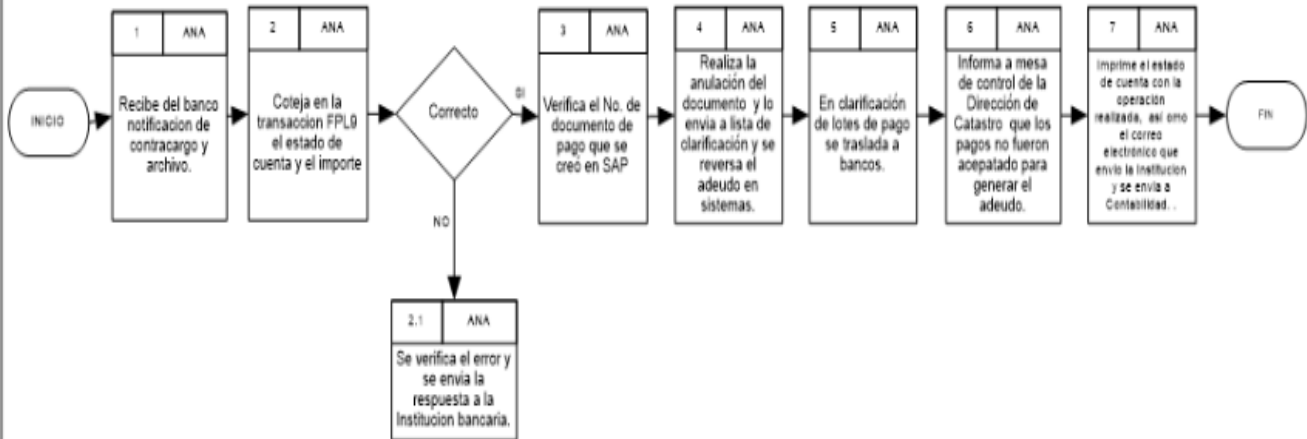 INICIO
1 ANA
Recibe del banco
notificacion de
contracargo y
archivo.
2 ANA
Coteja en la
transaccion FPL9
el estado de
cuenta y el importe
Correcto
SI
NO
2.1 ANA
Se verifica el error y
se envía la
respuesta a la
Institucion bancaria.
3 ANA
Verifica el No. de
documento de
pago que se
creó en SAP
4 ANA
Realiza la
anulación del
documento y lo
envia a lista de
clarificación y se
reversa el
adeudo en
sistemas.
5 ANA
En clarificación
de lotes de pago
se traslada a
bancos.
6 ANA
Informa a mesa
de control de la
Dirección de
Catastro que los
pagos no fueron
acepatado para
generar el
adeudo.
7 ANA
Imprime el estado
de cuenta con la
operación
realizada, así omo
el correo
electrónico que
envío la Institucion
y se envía a
Contabilidad. .
FIN